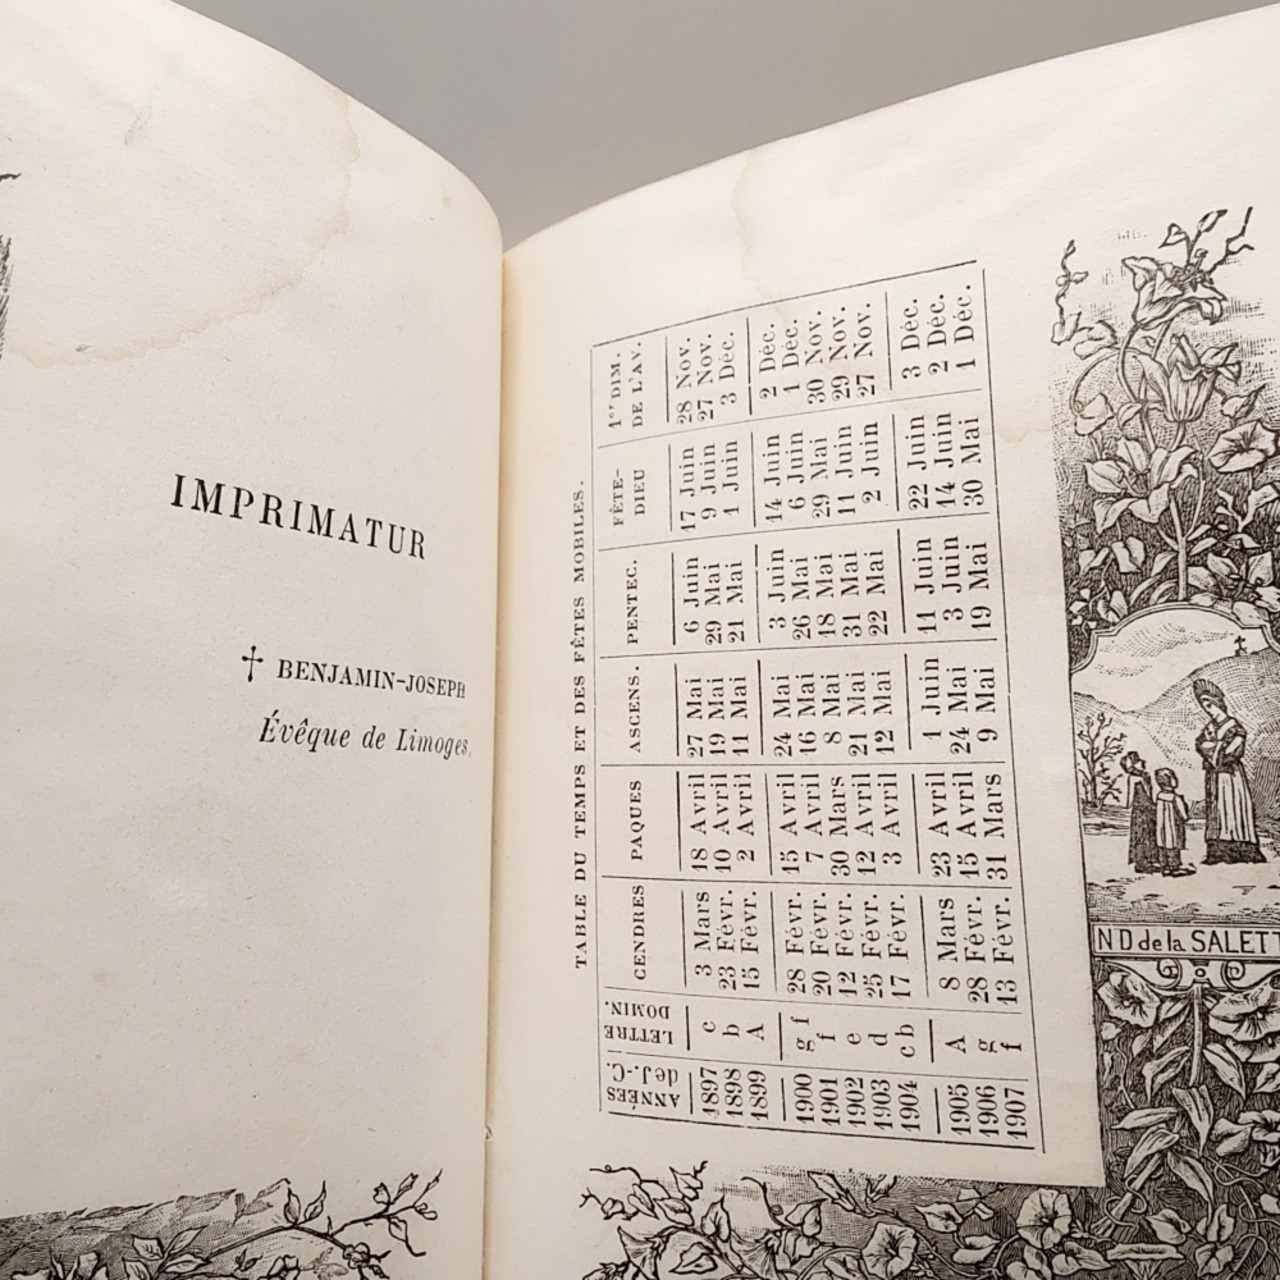 IMPRIMATUR
† BENJAMIN-JOSEPH
Évêque de Limoges.
TABLE DU TEMPS ET DES FÊTES MOBILES.
ANNÉES de J.-C. LETTRE DOMIN. CENDRES PAQUES ASCENS. PENTEC. FÊTE-DIEU 1er DIM. DE L'AV.
1897 c 3 Mars 18 Avril 27 Mai 6 Juin 17 Juin 28 Nov.
1898 b 23 Févr. 10 Avril 19 Mai 29 Mai 9 Juin 27 Nov.
1899 A 15 Févr. 2 Avril 11 Mai 21 Mai 1 Juin 3 Déc.
1900 g f 28 Févr. 15 Avril 24 Mai 3 Juin 14 Juin 2 Déc.
1901 f 20 Févr. 7 Avril 16 Mai 26 Mai 6 Juin 1 Déc.
1902 e 12 Févr. 30 Mars 8 Mai 18 Mai 29 Mai 30 Nov.
1903 d 25 Févr. 12 Avril 21 Mai 31 Mai 11 Juin 29 Nov.
1904 c b 17 Févr. 3 Avril 12 Mai 22 Mai 2 Juin 27 Nov.
1905 A 8 Mars 23 Avril 1 Juin 11 Juin 22 Juin 3 Déc.
1906 g 28 Févr. 15 Avril 24 Mai 3 Juin 14 Juin 2 Déc.
1907 f 13 Févr. 31 Mars 9 Mai 19 Mai 30 Mai 1 Déc.
N D de la SALETT